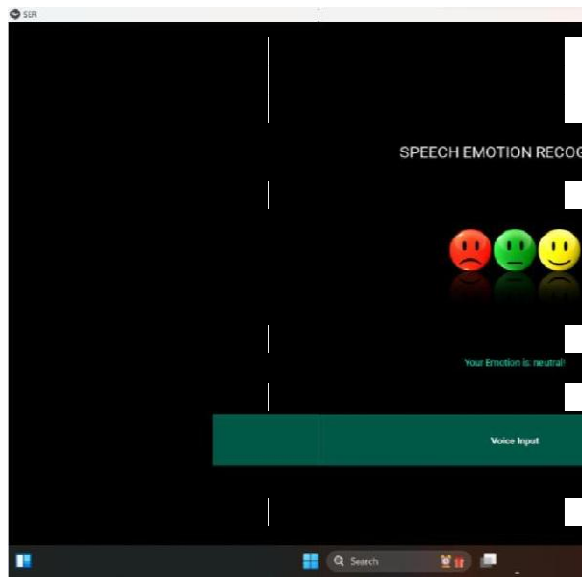 SER
SPEECH EMOTION RECOG
Your Emotion is: neutral!
Voice Input
Search